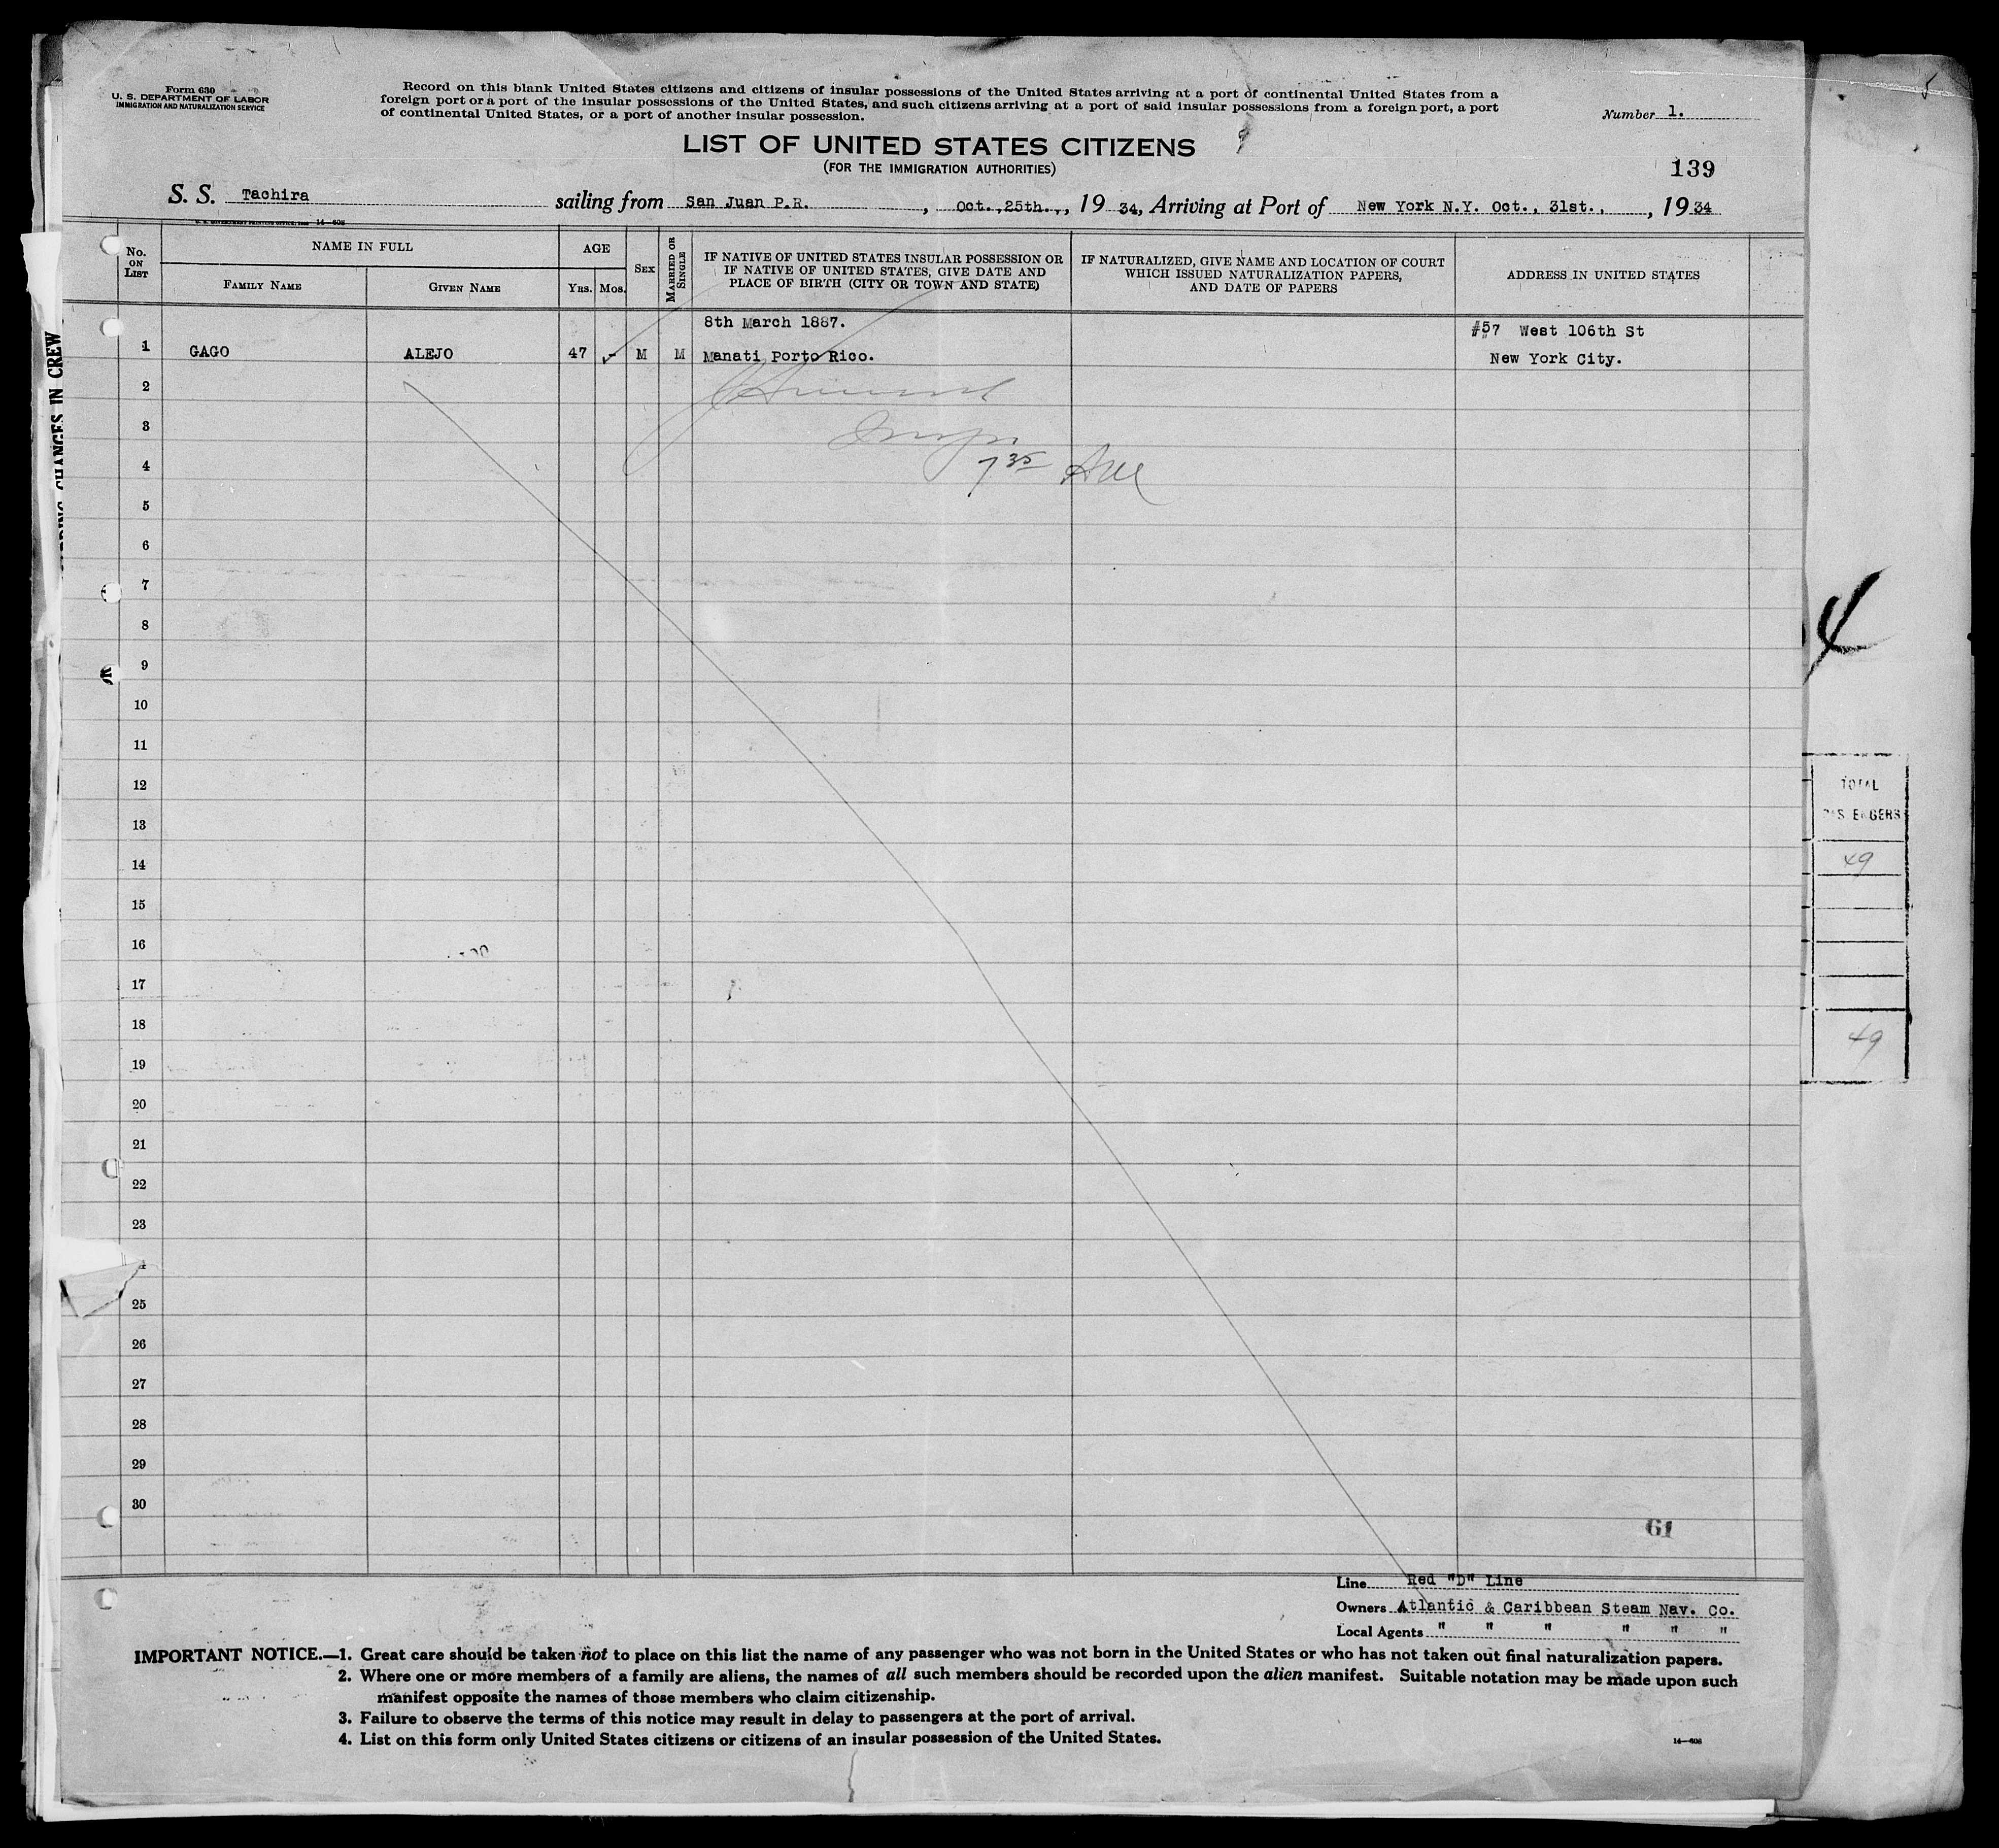 Form 630
U. S. DEPARTMENT OF LABOR
IMMIGRATION AND NATURALIZATION SERVICE
Record on this blank United States citizens and citizens of insular possessions of the United States arriving at a port of continental United States from a
foreign port or a port of the insular possessions of the United States, and such citizens arriving at a port of said insular possessions from a foreign port, a port
of continental United States, or a port of another insular possession.
Number 1.
LIST OF UNITED STATES CITIZENS
(FOR THE IMMIGRATION AUTHORITIES)
139
S. S. Tachira sailing from San Juan P.R. , Oct., 25th., , 19 34, Arriving at Port of New York N.Y. Oct., 31st., , 19 34
No. ON LIST
NAME IN FULL
FAMILY NAME
GIVEN NAME
AGE
YRS. MOS.
SEX
MARRIED OR SINGLE
IF NATIVE OF UNITED STATES INSULAR POSSESSION OR
IF NATIVE OF UNITED STATES, GIVE DATE AND
PLACE OF BIRTH (CITY OR TOWN AND STATE)
IF NATURALIZED, GIVE NAME AND LOCATION OF COURT
WHICH ISSUED NATURALIZATION PAPERS,
AND DATE OF PAPERS
ADDRESS IN UNITED STATES
8th March 1887.
#57 West 106th St
1 GAGO ALEJO 47 - M M Manati Porto Rico.
New York City.
2
3
4
735
5
6
7
8
9
10
11
12
13
14
15
16
17
18
19
20
21
22
23
25
26
27
28
29
30
61
CHANGES IN CREW
4
TOTAL
49
49
Line Red "D" Line
Owners Atlantic & Caribbean Steam Nav. Co.
Local Agents " " " " " "
IMPORTANT NOTICE.—1. Great care should be taken not to place on this list the name of any passenger who was not born in the United States or who has not taken out final naturalization papers.
2. Where one or more members of a family are aliens, the names of all such members should be recorded upon the alien manifest. Suitable notation may be made upon such
manifest opposite the names of those members who claim citizenship.
3. Failure to observe the terms of this notice may result in delay to passengers at the port of arrival.
4. List on this form only United States citizens or citizens of an insular possession of the United States.
14—608